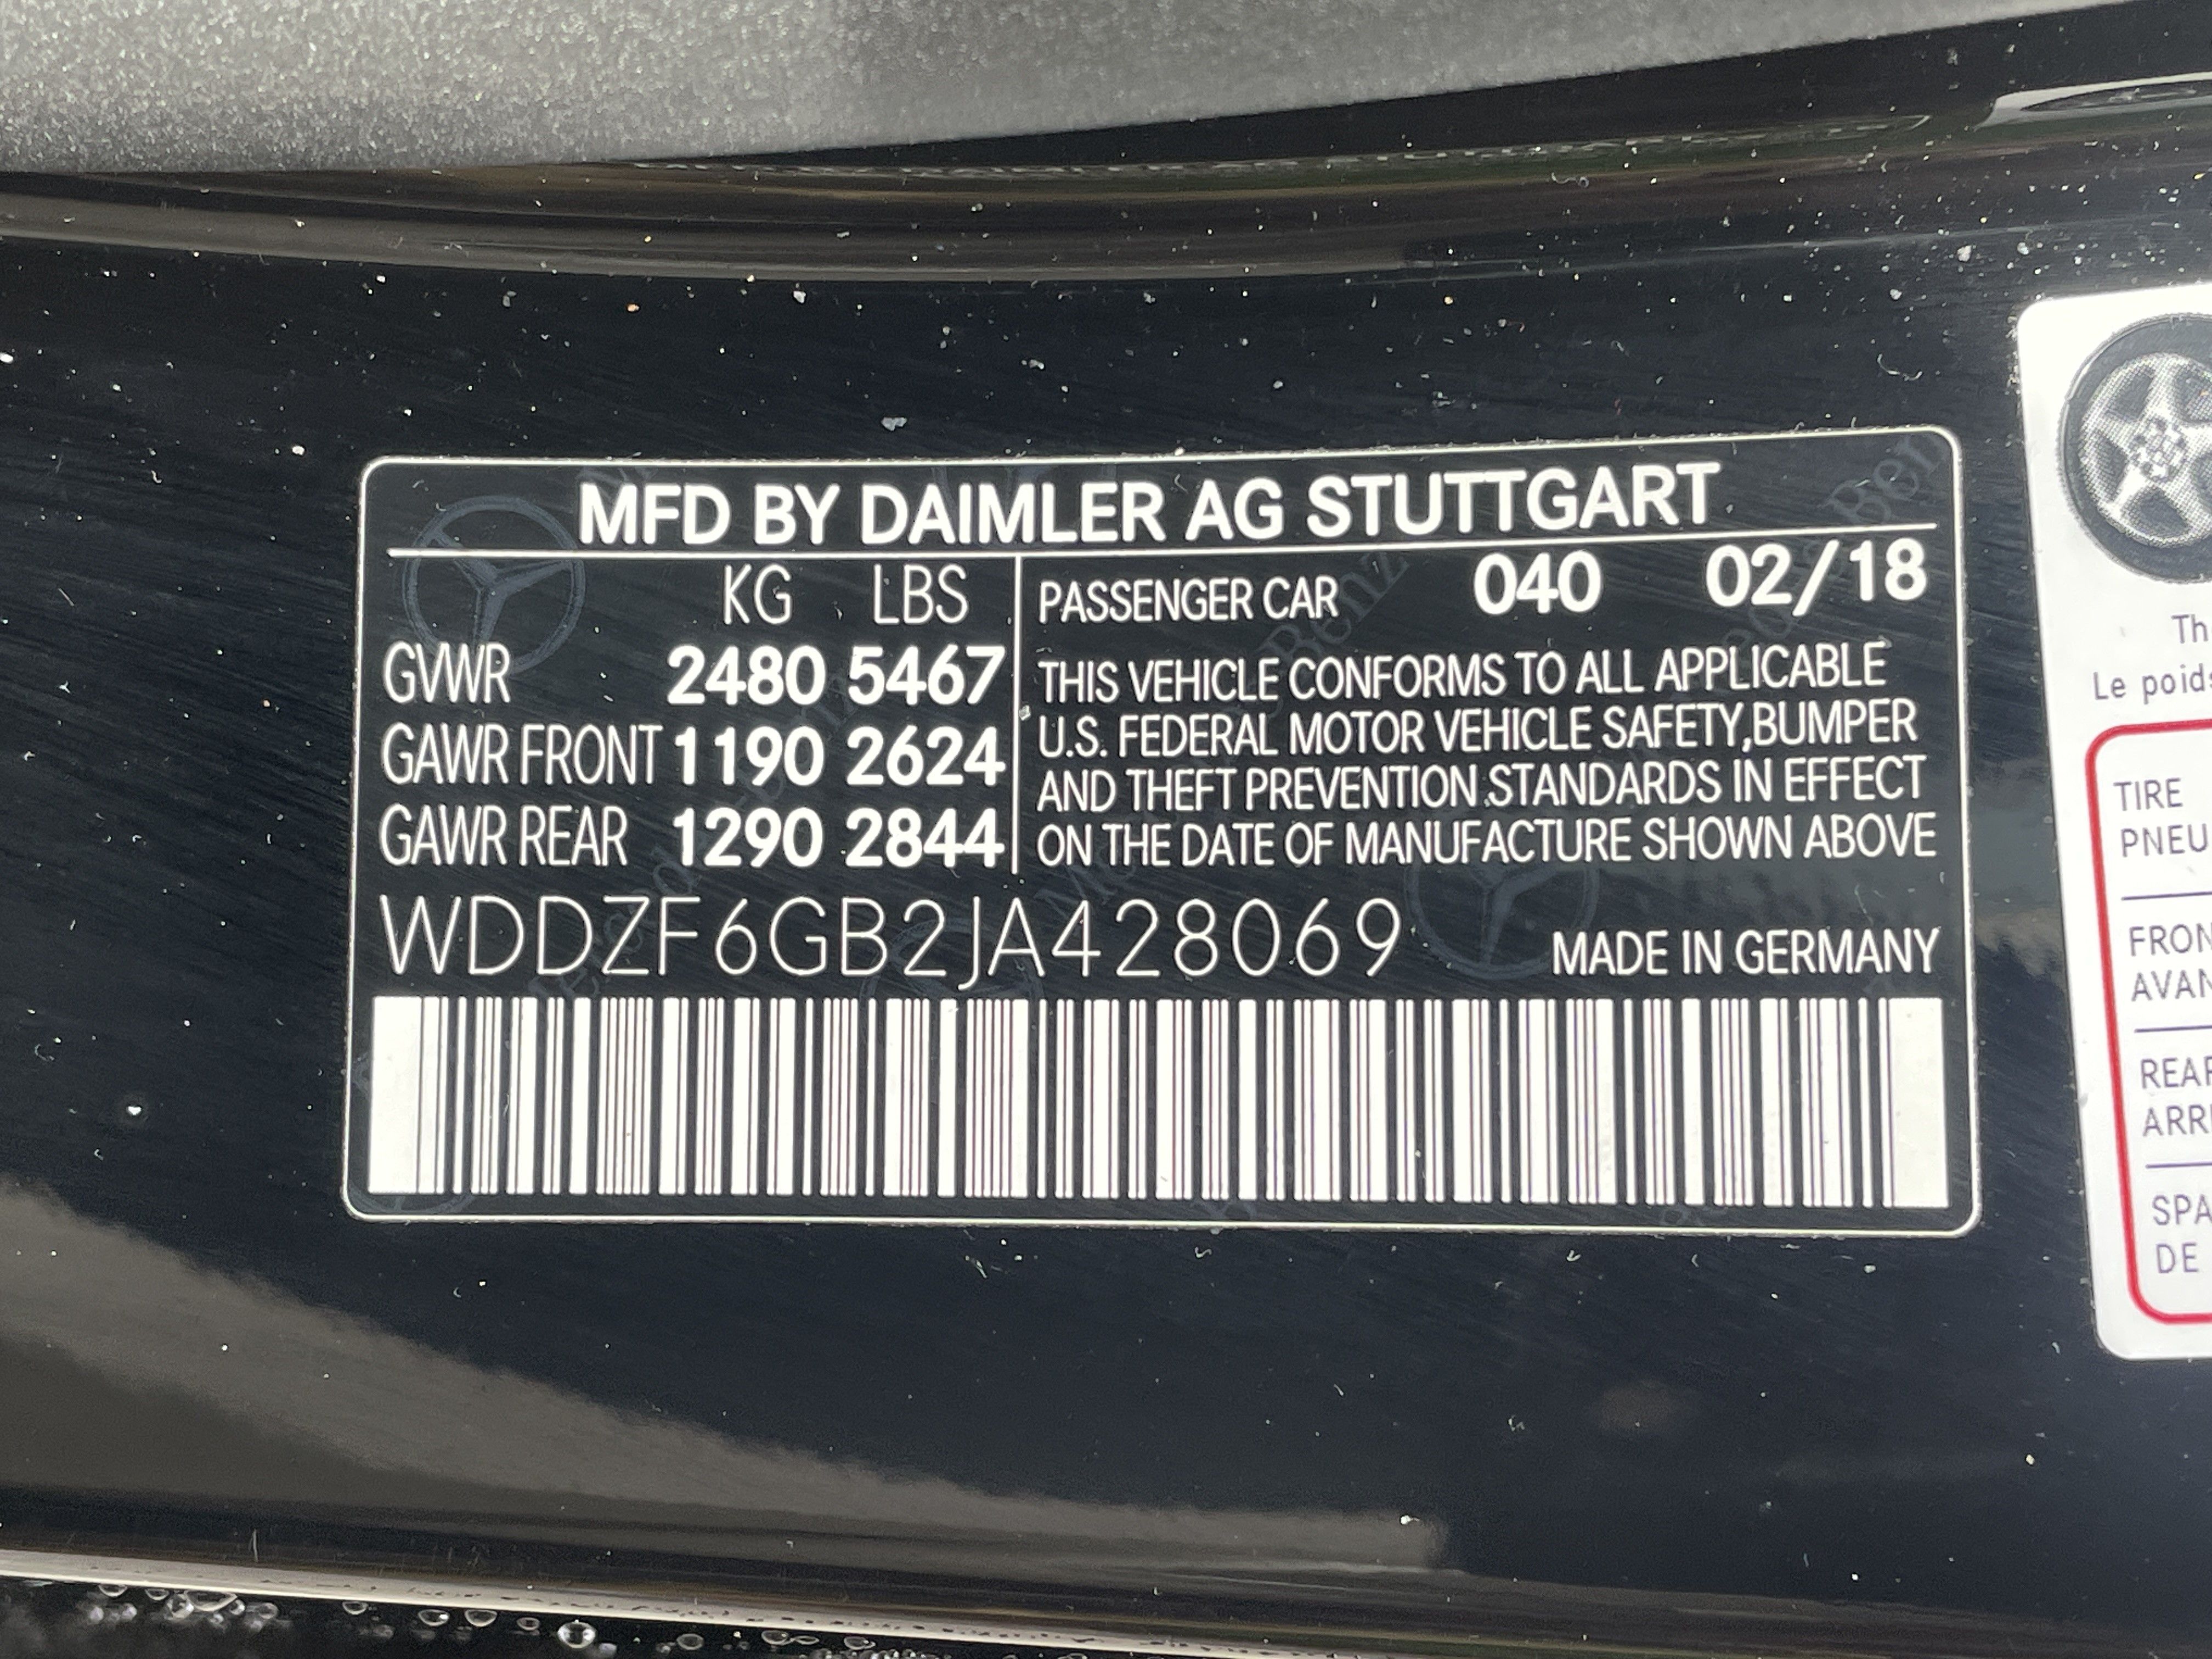 MFD BY DAIMLER AG STUTTGART
KG LBS
GVWR 2480 5467
GAWR FRONT 1190 2624
GAWR REAR 1290 2844
PASSENGER CAR 040 02/18
THIS VEHICLE CONFORMS TO ALL APPLICABLE
U.S. FEDERAL MOTOR VEHICLE SAFETY,BUMPER
AND THEFT PREVENTION STANDARDS IN EFFECT
ON THE DATE OF MANUFACTURE SHOWN ABOVE
WDDZF6GB2JA428069
MADE IN GERMANY
Th
Le poids
TIRE
PNEU
FRON
AVAN
REAR
ARRI
SPA
DE